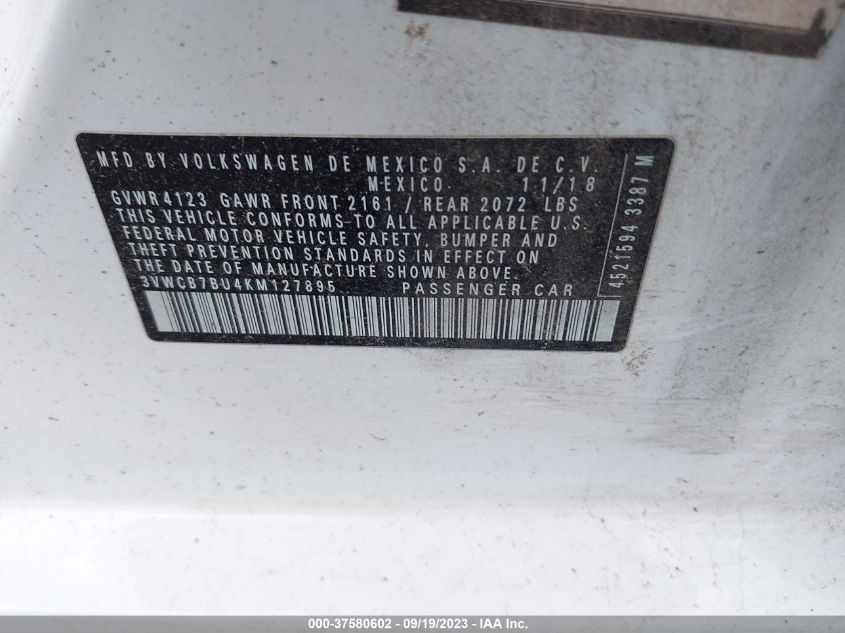 MFD BY VOLKSWAGEN DE MEXICO S.A. DE C.V.
MEXICO. 11/18
GVWR 4123 GAWR FRONT 2161 / REAR 2072 LBS
THIS VEHICLE CONFORMS TO ALL APPLICABLE U.S.
FEDERAL MOTOR VEHICLE SAFETY, BUMPER AND
THEFT PREVENTION STANDARDS IN EFFECT ON
THE DATE OF MANUFACTURE SHOWN ABOVE.
3VWCB7BU4KM127895 PASSENGER CAR
4521594 3387 M
000-37580602 - 09/19/2023 - IAA Inc.